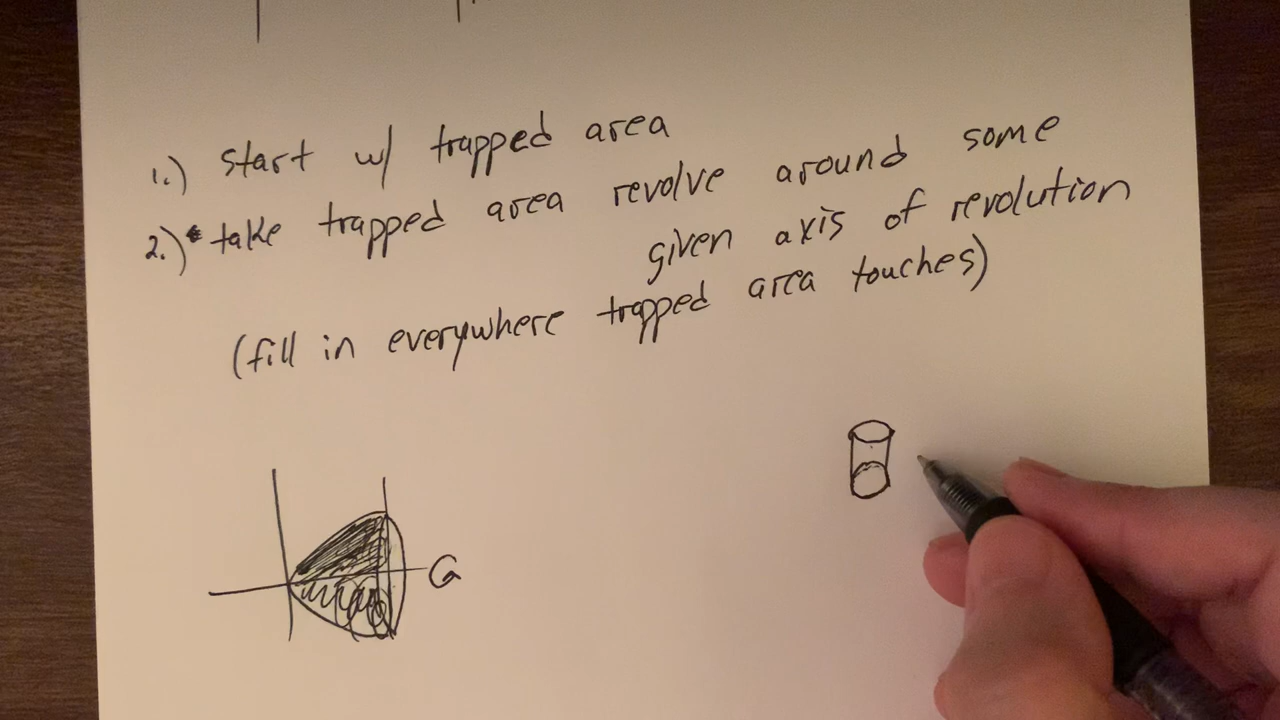 1.) start w/ trapped area
2.) take trapped area revolve around some
given axis of revolution
(fill in everywhere trapped area touches)